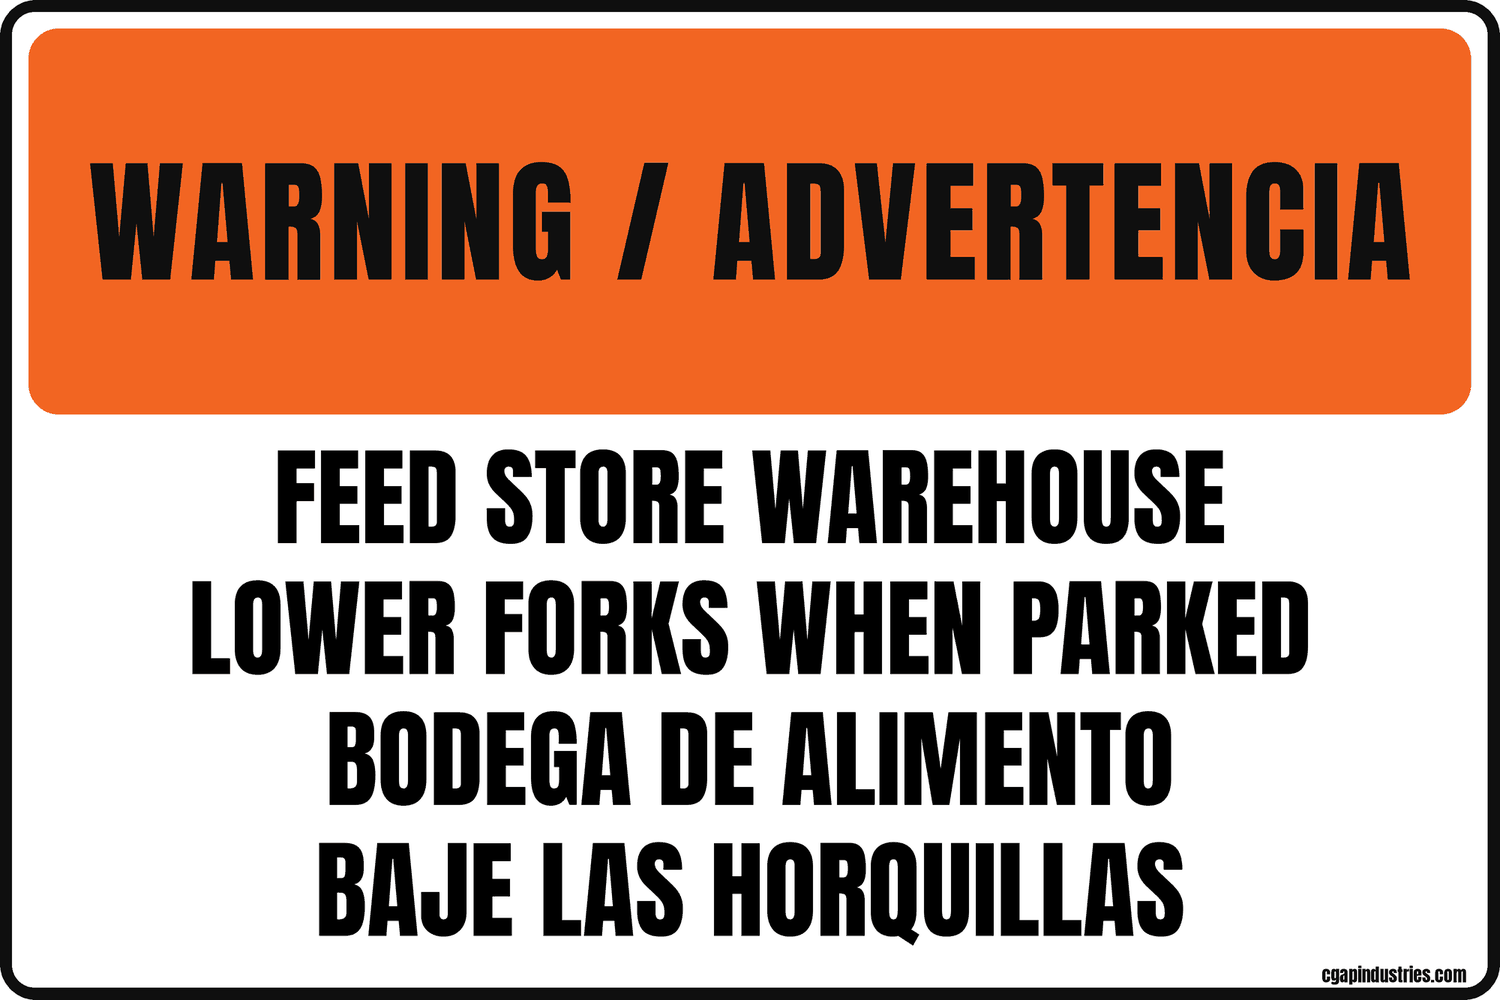 WARNING / ADVERTENCIA
FEED STORE WAREHOUSE
LOWER FORKS WHEN PARKED
BODEGA DE ALIMENTO
BAJE LAS HORQUILLAS
cgapindustries.com